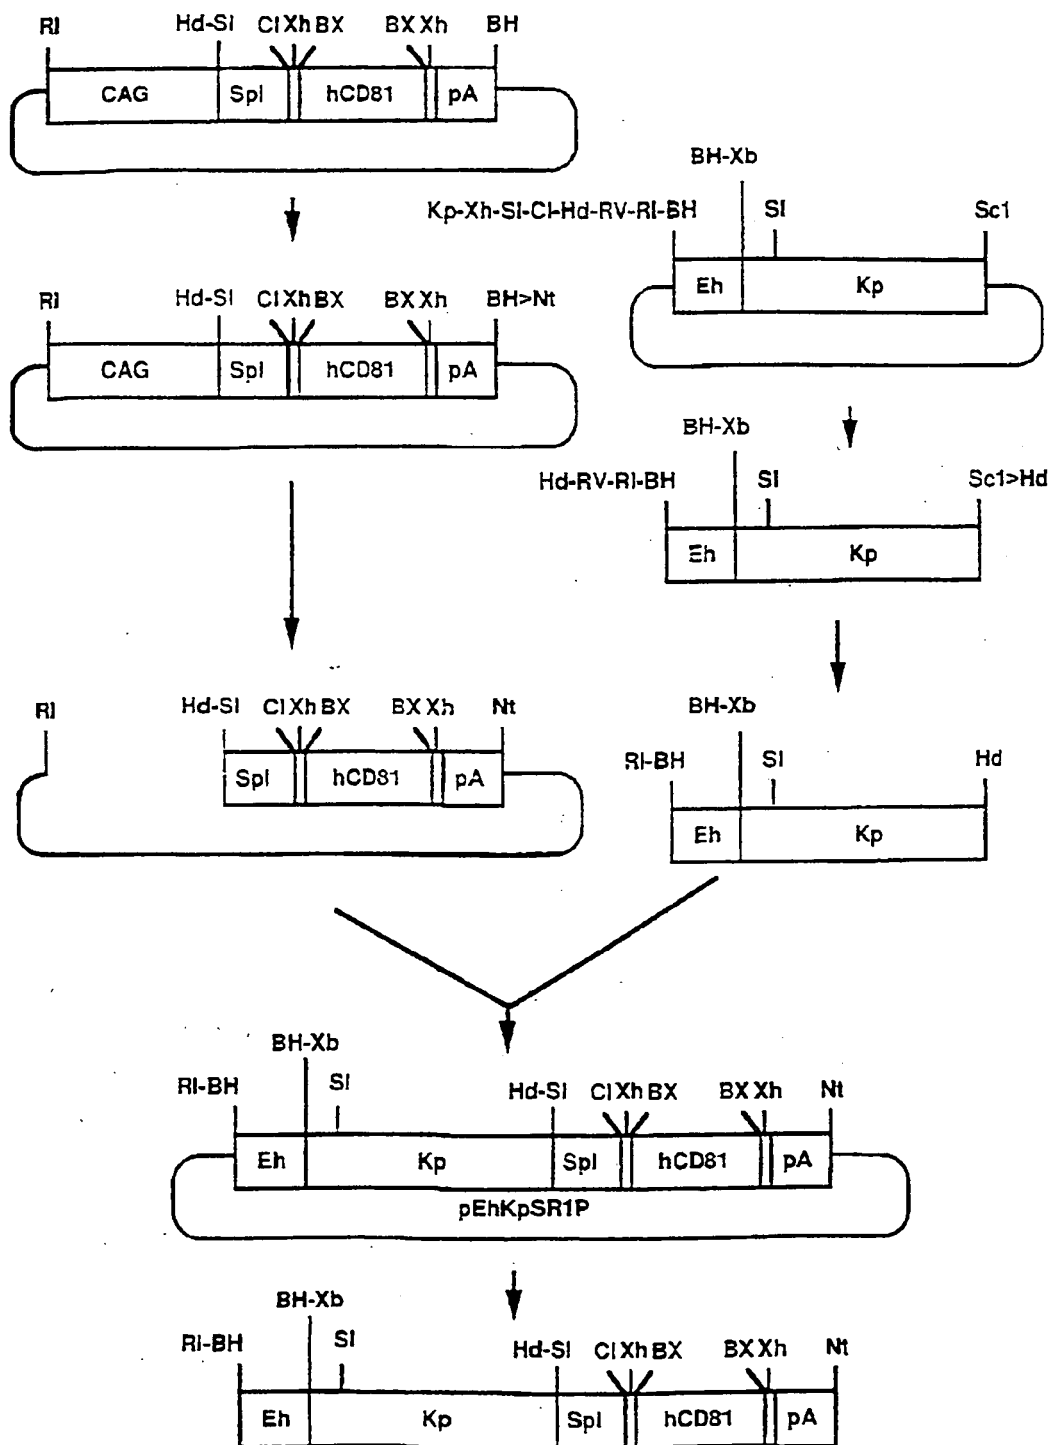 RI Hd-SI CI Xh BX BX Xh BH
CAG SpI hCD81 pA
BH-Xb
Kp-Xh-SI-CI-Hd-RV-RI-BH SI Sc1
Eh Kp
RI Hd-SI CI Xh BX BX Xh BH>Nt
CAG SpI hCD81 pA
BH-Xb
Hd-RV-RI-BH SI Sc1>Hd
Eh Kp
RI Hd-SI CI Xh BX BX Xh Nt
SpI hCD81 pA
BH-Xb
RI-BH SI Hd
Eh Kp
BH-Xb
RI-BH SI Hd-SI CI Xh BX BX Xh Nt
Eh Kp SpI hCD81 pA
pEhKpSR1P
BH-Xb
RI-BH SI Hd-SI CI Xh BX BX Xh Nt
Eh Kp SpI hCD81 pA